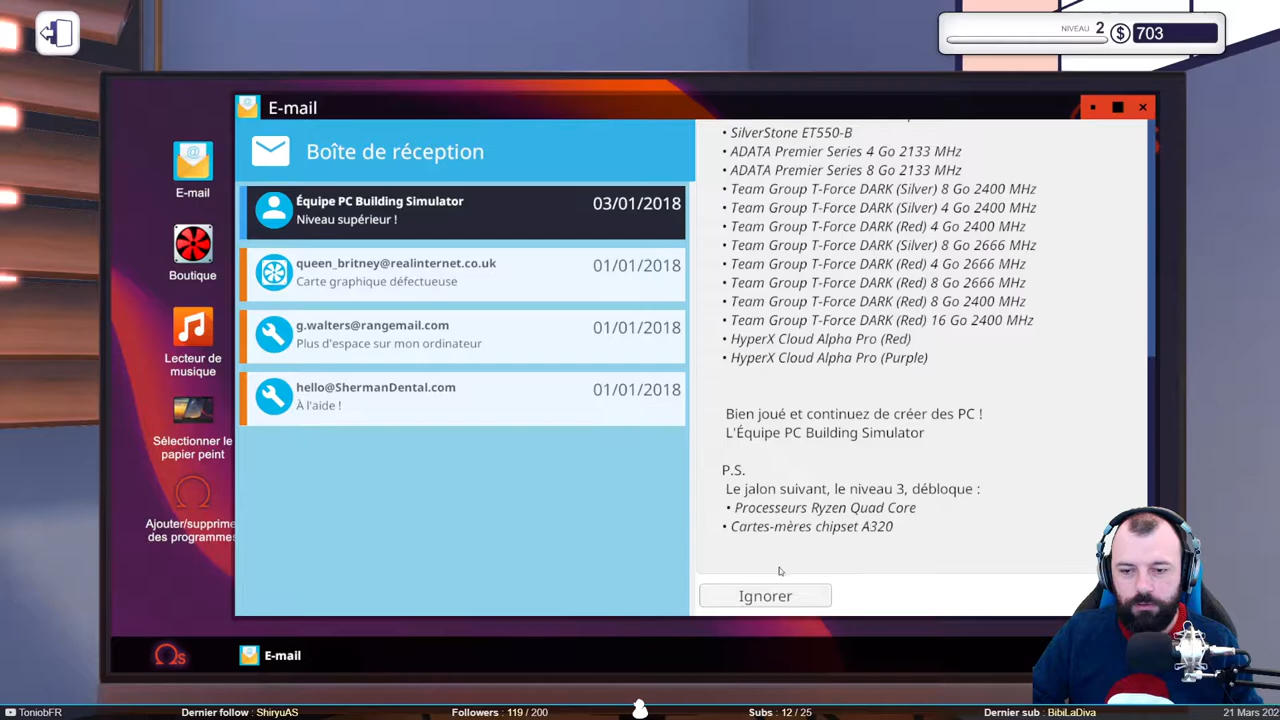 NIVEAU 2 $ 703
E-mail
Boîte de réception
Équipe PC Building Simulator 03/01/2018
Niveau supérieur !
queen_britney@realinternet.co.uk 01/01/2018
Carte graphique défectueuse
g.walters@rangemail.com 01/01/2018
Plus d'espace sur mon ordinateur
hello@ShermanDental.com 01/01/2018
À l'aide !
• SilverStone ET550-B
• ADATA Premier Series 4 Go 2133 MHz
• ADATA Premier Series 8 Go 2133 MHz
• Team Group T-Force DARK (Silver) 8 Go 2400 MHz
• Team Group T-Force DARK (Silver) 4 Go 2400 MHz
• Team Group T-Force DARK (Red) 4 Go 2400 MHz
• Team Group T-Force DARK (Silver) 8 Go 2666 MHz
• Team Group T-Force DARK (Red) 4 Go 2666 MHz
• Team Group T-Force DARK (Red) 8 Go 2666 MHz
• Team Group T-Force DARK (Red) 8 Go 2400 MHz
• Team Group T-Force DARK (Red) 16 Go 2400 MHz
• HyperX Cloud Alpha Pro (Red)
• HyperX Cloud Alpha Pro (Purple)
Bien joué et continuez de créer des PC !
L'Équipe PC Building Simulator
P.S.
Le jalon suivant, le niveau 3, débloque :
• Processeurs Ryzen Quad Core
• Cartes-mères chipset A320
Ignorer
E-mail
Boutique
Lecteur de
musique
Sélectionner le
papier peint
Ajouter/supprime
des programmes
Ωs
E-mail
ToniobFR Dernier follow : ShiryuAS Followers : 119 / 200 Subs : 12 / 25 Dernier sub : BibiLaDiva 21 Mars 202